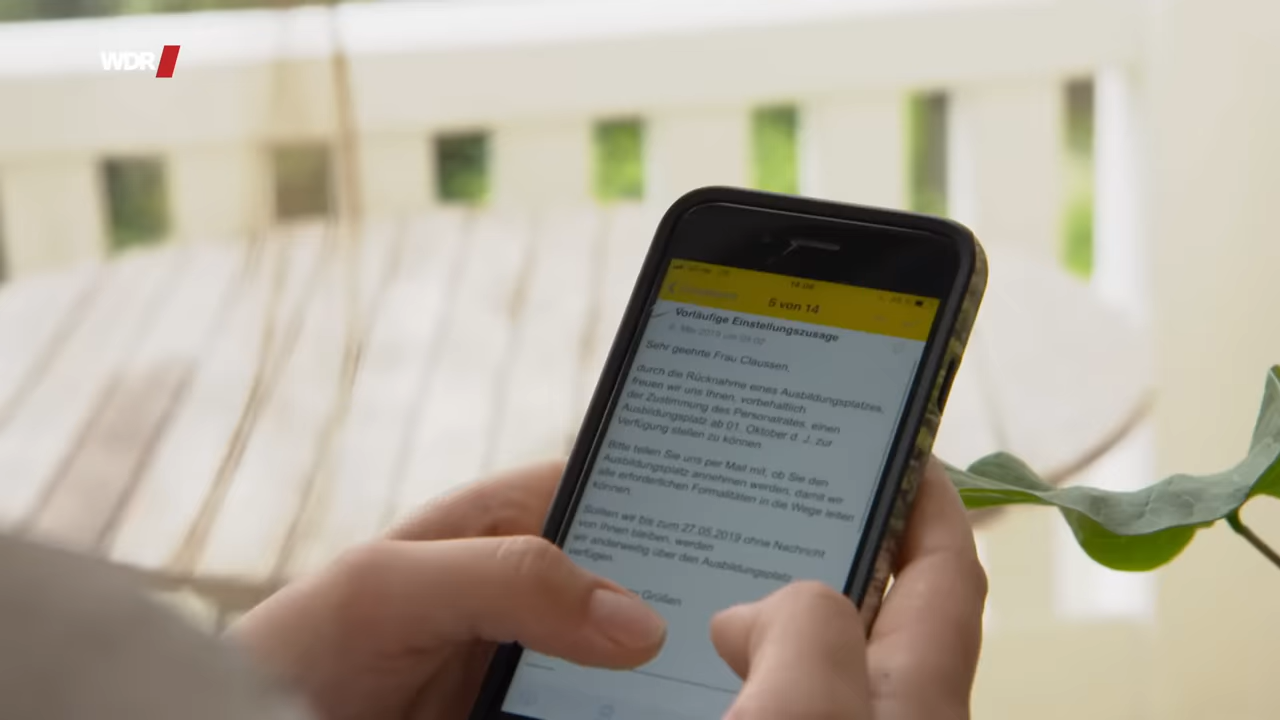 WDR
5 von 14
Vorläufige Einstellungszusage
Sehr geehrte Frau Claussen,
durch die Rücknahme eines Ausbildungsplatzes,
freuen wir uns Ihnen, vorbehaltlich
der Zustimmung des Personalrates, einen
Ausbildungsplatz ab 01. Oktober d. J. zur
Verfügung stellen zu können.
Bitte teilen Sie uns per Mail mit, ob Sie den
Ausbildungsplatz annehmen werden, damit wir
alle erforderlichen Formalitäten in die Wege leiten
können.
Sollten wir bis zum 27.05.2019 ohne Nachricht
von Ihnen bleiben, werden
wir anderweitig über den Ausbildungsplatz
verfügen.
Grüßen